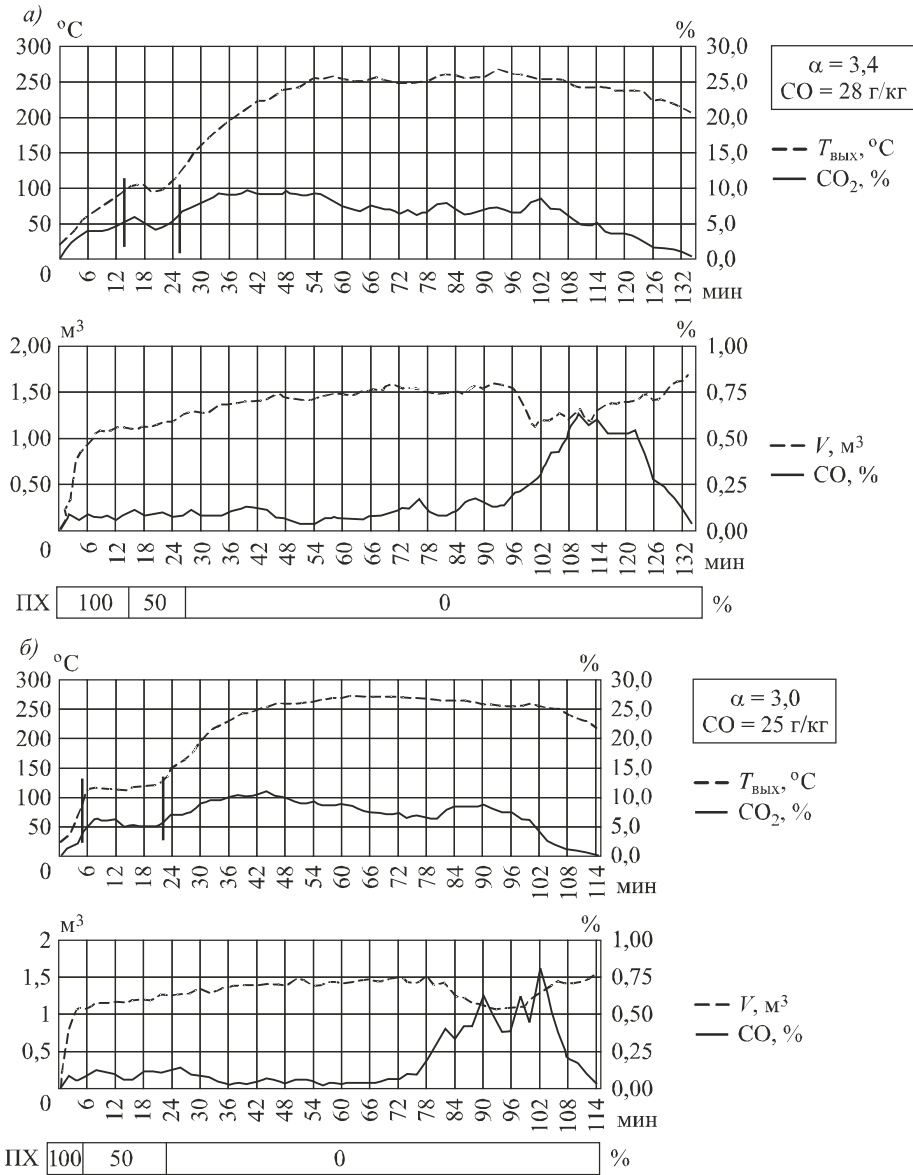 а)
°C %
300 30,0
250 25,0
200 20,0
150 15,0
100 10,0
50 5,0
0 0,0
6 12 18 24 30 36 42 48 54 60 66 72 78 84 90 96 102 108 114 120 126 132 мин
α = 3,4
CO = 28 г/кг
Tвых, °C
CO2, %
м3 %
2,00 1,00
1,50 0,75
1,00 0,50
0,50 0,25
0 0,00
6 12 18 24 30 36 42 48 54 60 66 72 78 84 90 96 102 108 114 120 126 132 мин
V, м3
CO, %
ПХ 100 50 0 %
б)
°C %
300 30,0
250 25,0
200 20,0
150 15,0
100 10,0
50 5,0
0 0,0
6 12 18 24 30 36 42 48 54 60 66 72 78 84 90 96 102 108 114 мин
α = 3,0
CO = 25 г/кг
Tвых, °C
CO2, %
м3 %
2 1,00
1,5 0,75
1 0,50
0,5 0,25
0 0,00
6 12 18 24 30 36 42 48 54 60 66 72 78 84 90 96 102 108 114 мин
V, м3
CO, %
ПХ 100 50 0 %